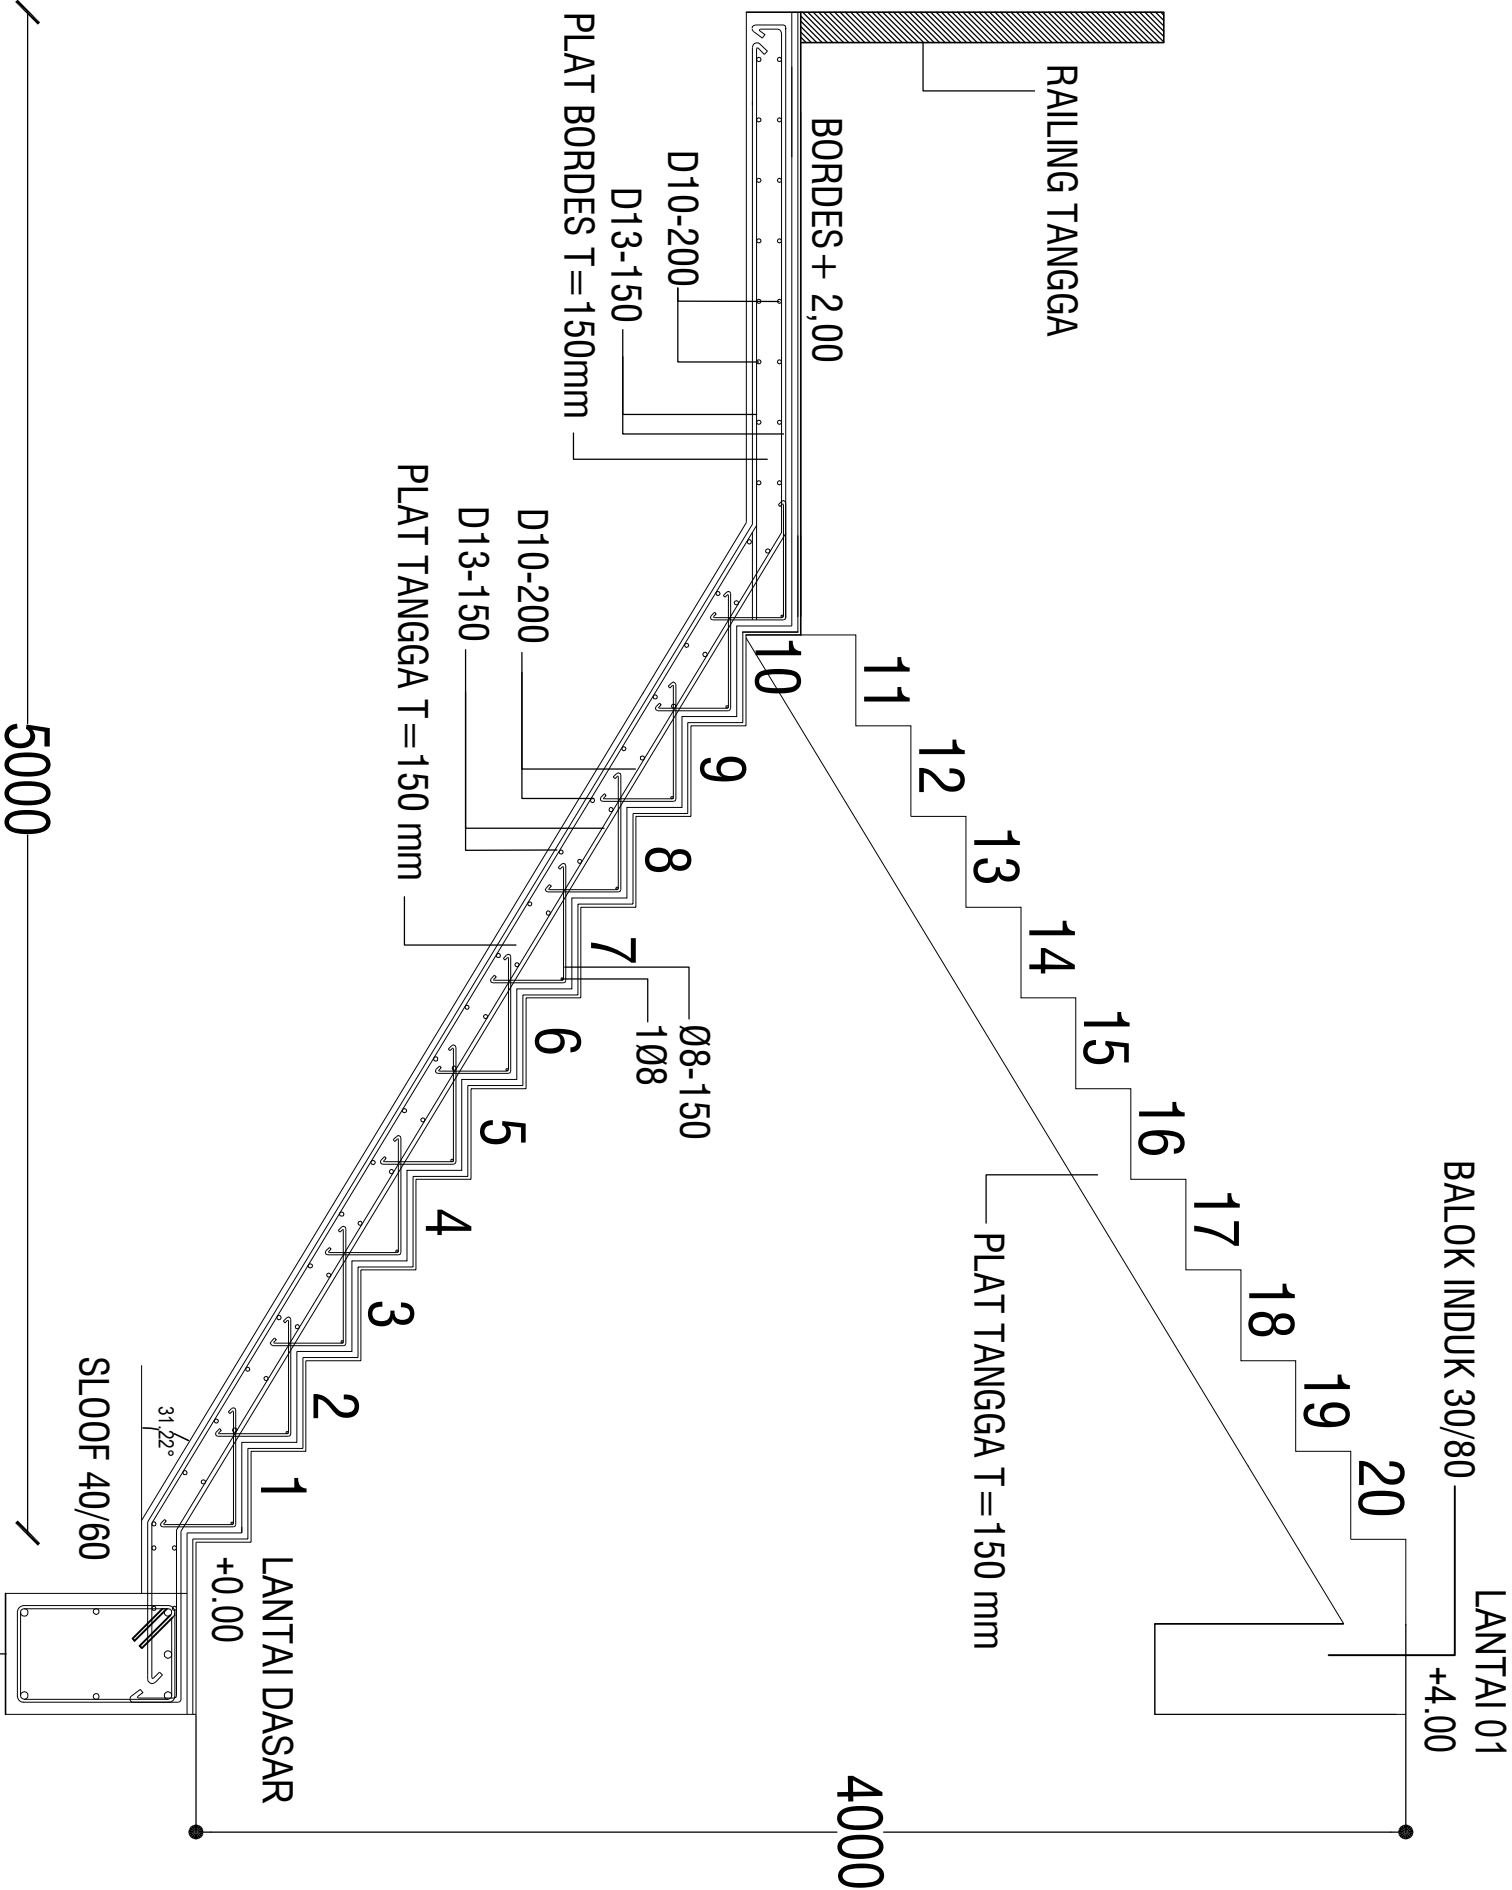 LANTAI 01
+4.00
BALOK INDUK 30/80
20
19
18
17
16
15
14
13
12
11
RAILING TANGGA
PLAT TANGGA T=150 mm
4000
BORDES+ 2,00
D10-200
D13-150
PLAT BORDES T=150mm
10
9
8
7
6
5
4
3
2
1
Ø8-150
1Ø8
D10-200
D13-150
PLAT TANGGA T=150 mm
LANTAI DASAR
+0.00
31,22°
SLOOF 40/60
50000